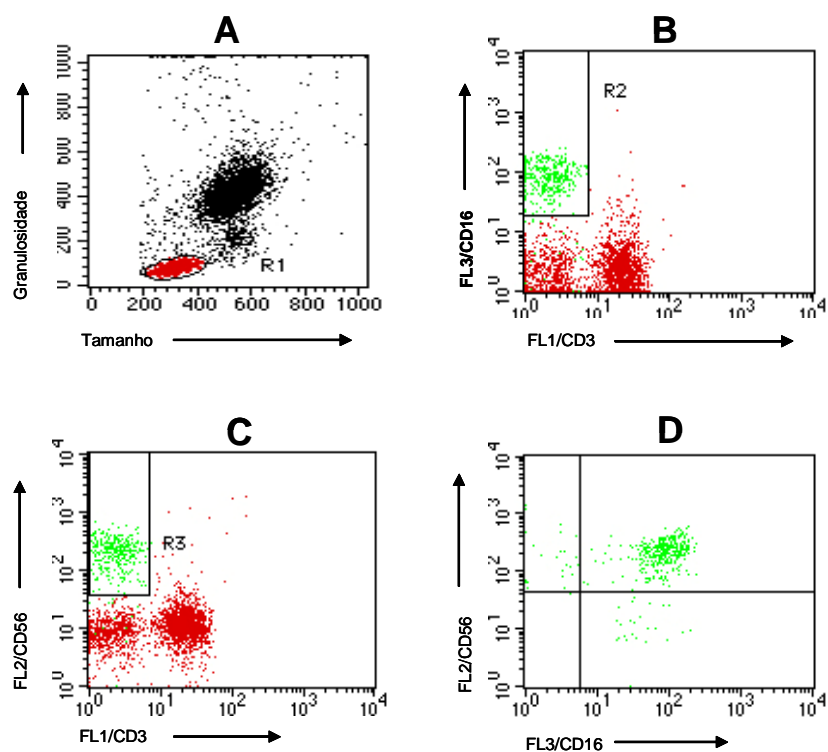 A
B
1000
800
600
400
200
0
Granulosidade
R1
0 200 400 600 800 1000
Tamanho
10^4
10^3
10^2
10^1
10^0
FL3/CD16
R2
10^0 10^1 10^2 10^3 10^4
FL1/CD3
C
D
10^4
10^3
10^2
10^1
10^0
FL2/CD56
R3
10^0 10^1 10^2 10^3 10^4
FL1/CD3
10^4
10^3
10^2
10^1
10^0
FL2/CD56
10^0 10^1 10^2 10^3 10^4
FL3/CD16